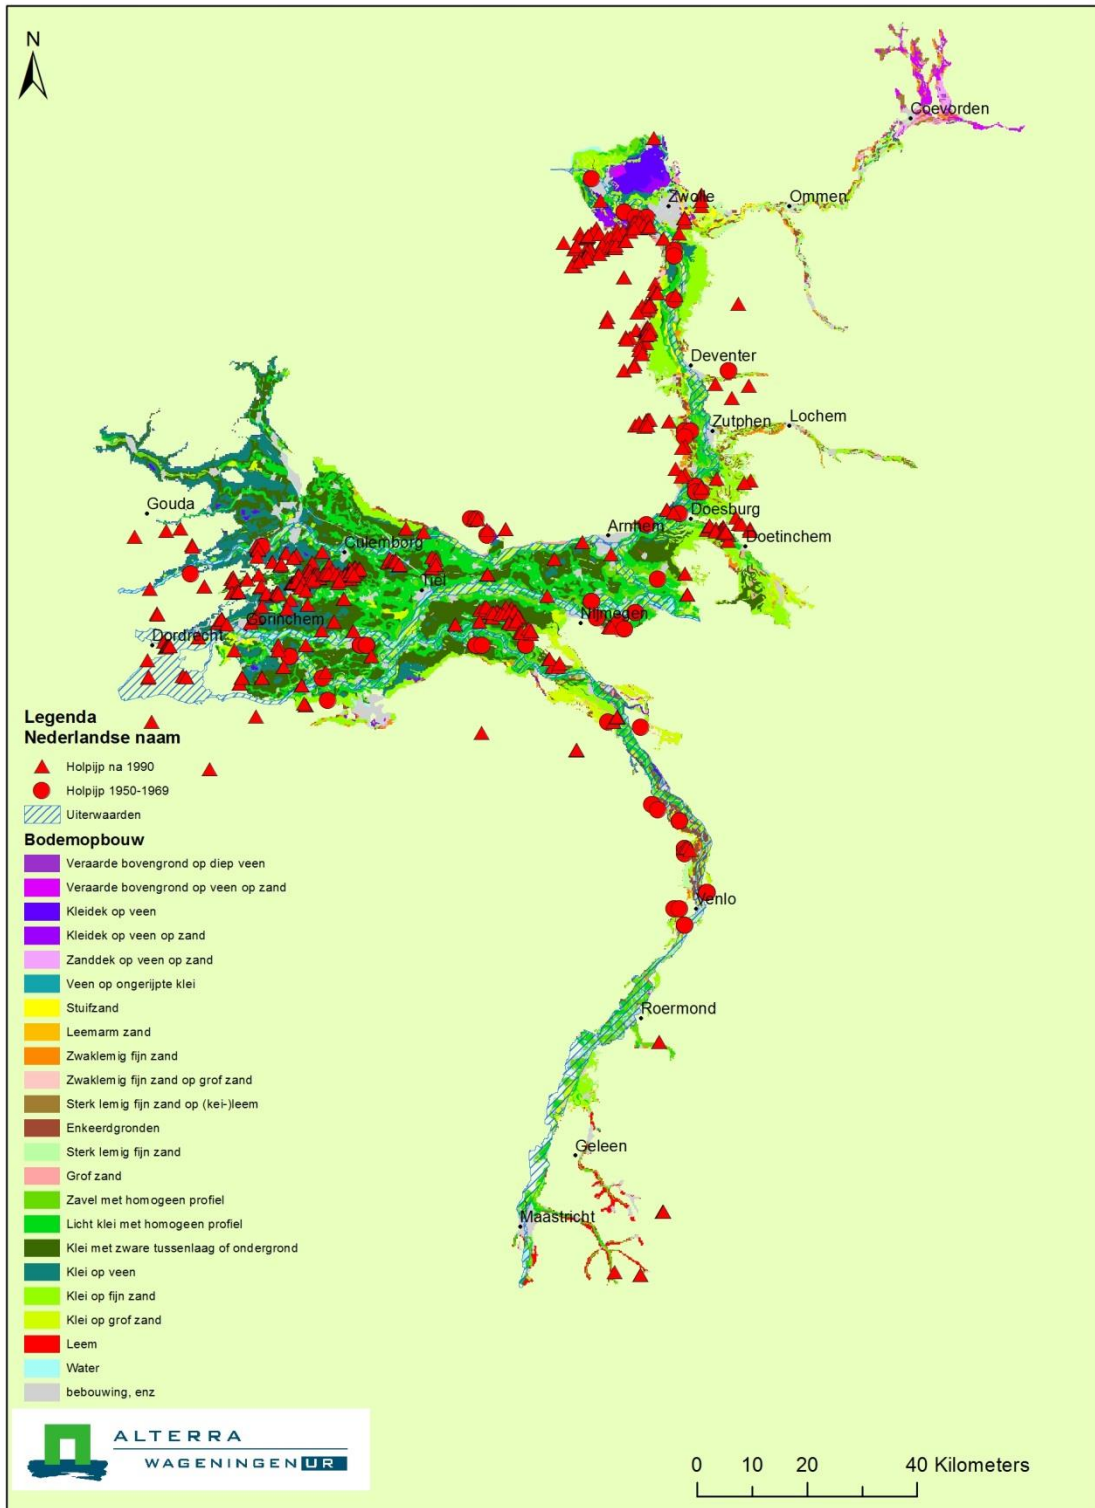 N
Coevorden
Zwolle
Ommen
Deventer
Zutphen
Lochem
Gouda
Culemborg
Arnhem
Doesburg
Doetinchem
Tiel
Gorinchem
Nijmegen
Dordrecht
Venlo
Roermond
Geleen
Maastricht
Legenda
Nederlandse naam
Holpijp na 1990
Holpijp 1950-1969
Uiterwaarden
Bodemopbouw
Veraarde bovengrond op diep veen
Veraarde bovengrond op veen op zand
Kleidek op veen
Kleidek op veen op zand
Zanddek op veen op zand
Veen op ongerijpte klei
Stuifzand
Leemarm zand
Zwaklemig fijn zand
Zwaklemig fijn zand op grof zand
Sterk lemig fijn zand op (kei-)leem
Enkeerdgronden
Sterk lemig fijn zand
Grof zand
Zavel met homogeen profiel
Licht klei met homogeen profiel
Klei met zware tussenlaag of ondergrond
Klei op veen
Klei op fijn zand
Klei op grof zand
Leem
Water
bebouwing, enz
ALTERRA
WAGENINGEN UR
0 10 20 40 Kilometers